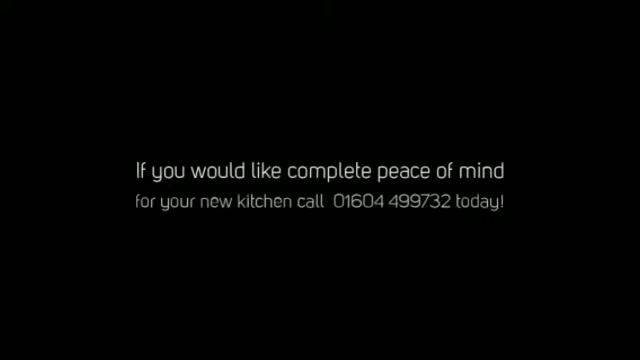 If you would like complete peace of mind
for your new kitchen call 01604 499732 today!